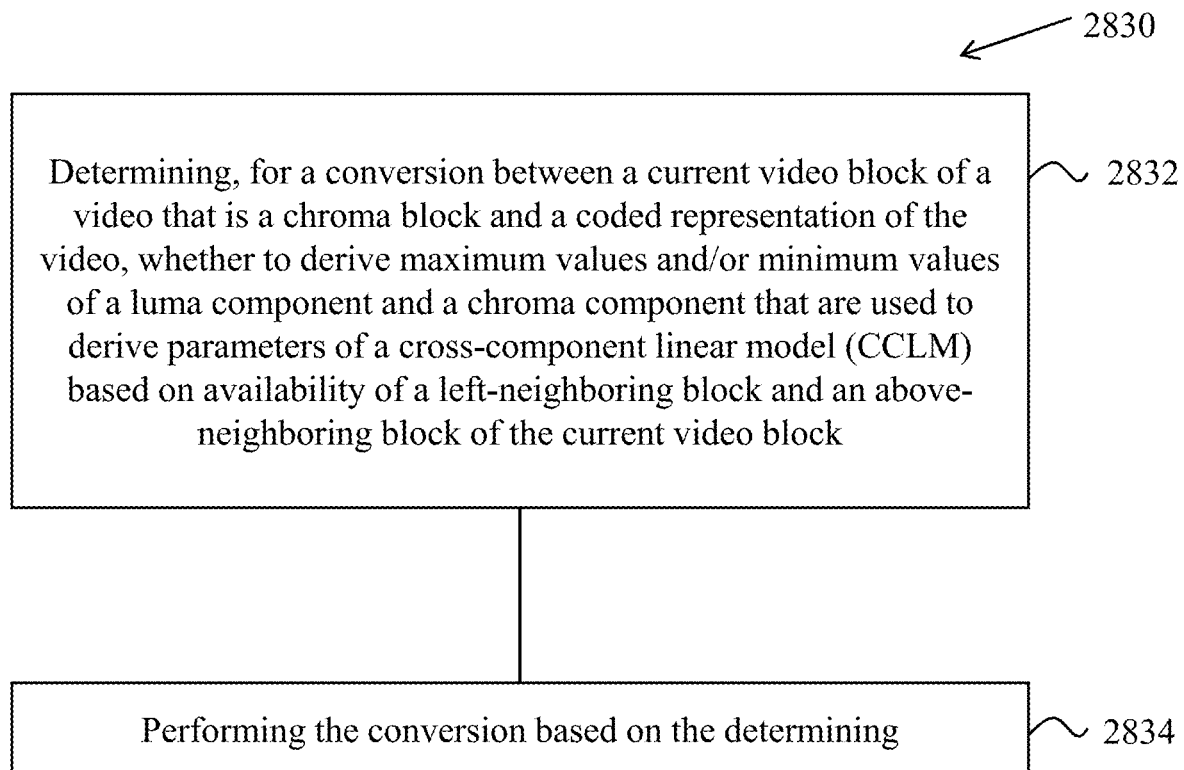 2830
Determining, for a conversion between a current video block of a
video that is a chroma block and a coded representation of the
video, whether to derive maximum values and/or minimum values
of a luma component and a chroma component that are used to
derive parameters of a cross-component linear model (CCLM)
based on availability of a left-neighboring block and an above-
neighboring block of the current video block
2832
Performing the conversion based on the determining
2834